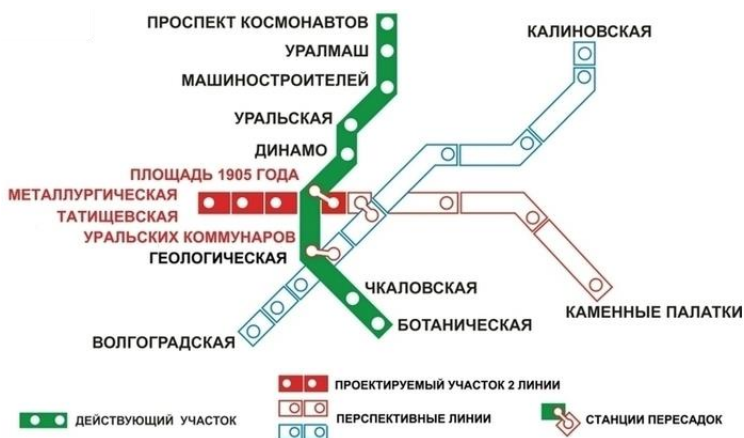 ПРОСПЕКТ КОСМОНАВТОВ
КАЛИНОВСКАЯ
УРАЛМАШ
МАШИНОСТРОИТЕЛЕЙ
УРАЛЬСКАЯ
ДИНАМО
ПЛОЩАДЬ 1905 ГОДА
МЕТАЛЛУРГИЧЕСКАЯ
ТАТИЩЕВСКАЯ
УРАЛЬСКИХ КОММУНАРОВ
ГЕОЛОГИЧЕСКАЯ
ЧКАЛОВСКАЯ
КАМЕННЫЕ ПАЛАТКИ
БОТАНИЧЕСКАЯ
ВОЛГОГРАДСКАЯ
ПРОЕКТИРУЕМЫЙ УЧАСТОК 2 ЛИНИИ
ДЕЙСТВУЮЩИЙ УЧАСТОК
ПЕРСПЕКТИВНЫЕ ЛИНИИ
СТАНЦИИ ПЕРЕСАДОК